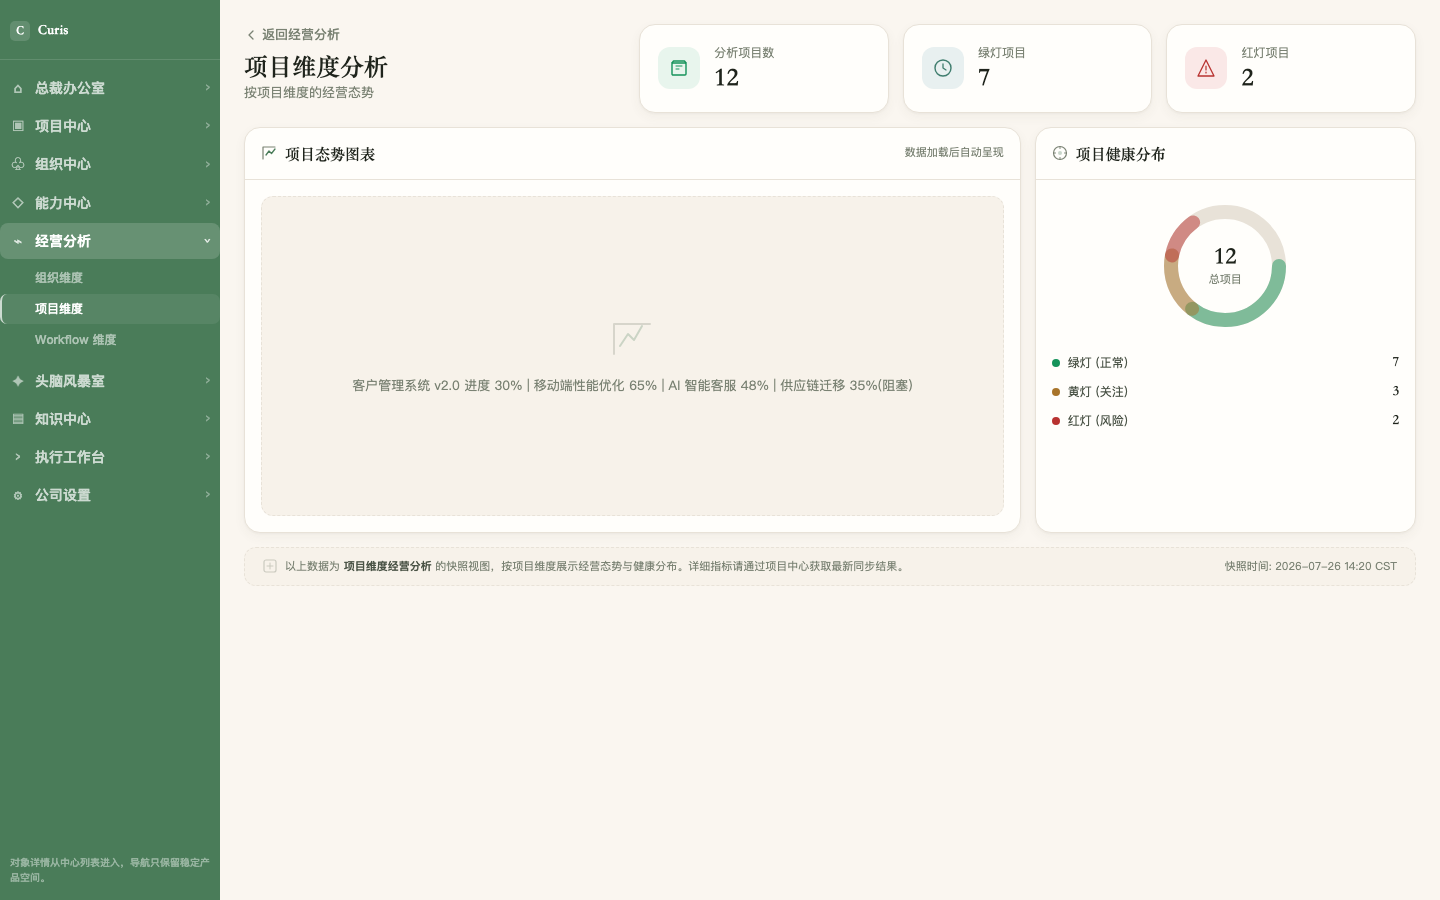 C Curis
总裁办公室
项目中心
组织中心
能力中心
经营分析
组织维度
项目维度
Workflow 维度
头脑风暴室
知识中心
执行工作台
公司设置
对象详情从中心列表进入，导航只保留稳定产
品空间。
返回经营分析
项目维度分析
按项目维度的经营态势
分析项目数
12
绿灯项目
7
红灯项目
2
项目态势图表
数据加载后自动呈现
客户管理系统 v2.0 进度 30% | 移动端性能优化 65% | AI 智能客服 48% | 供应链迁移 35%(阻塞)
项目健康分布
12
总项目
绿灯 (正常) 7
黄灯 (关注) 3
红灯 (风险) 2
以上数据为 项目维度经营分析 的快照视图，按项目维度展示经营态势与健康分布。详细指标请通过项目中心获取最新同步结果。
快照时间: 2026-07-26 14:20 CST